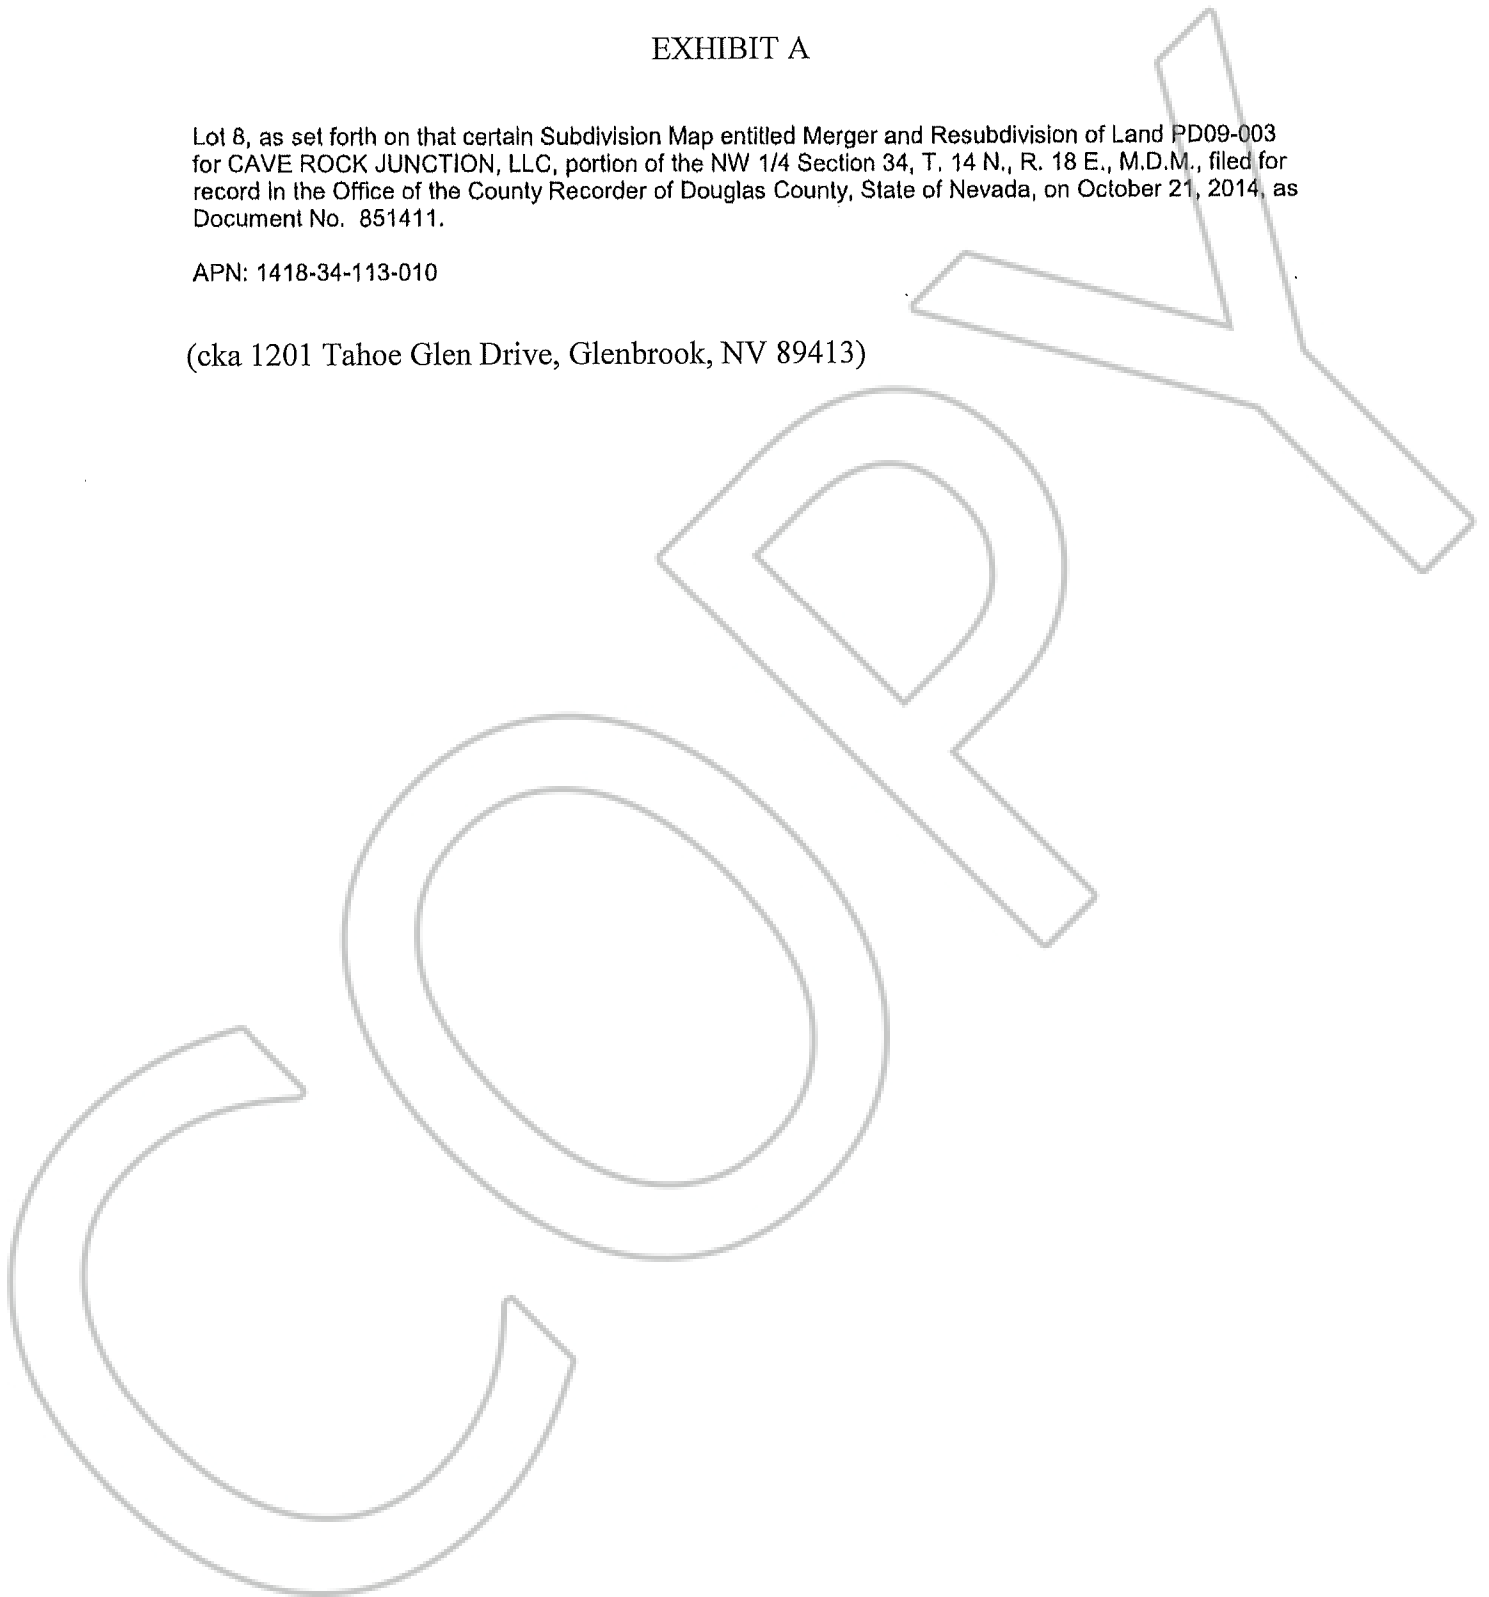 EXHIBIT A
Lot 8, as set forth on that certain Subdivision Map entitled Merger and Resubdivision of Land PD09-003
for CAVE ROCK JUNCTION, LLC, portion of the NW 1/4 Section 34, T. 14 N., R. 18 E., M.D.M., filed for
record in the Office of the County Recorder of Douglas County, State of Nevada, on October 21, 2014, as
Document No. 851411.
APN: 1418-34-113-010
(cka 1201 Tahoe Glen Drive, Glenbrook, NV 89413)
COPY